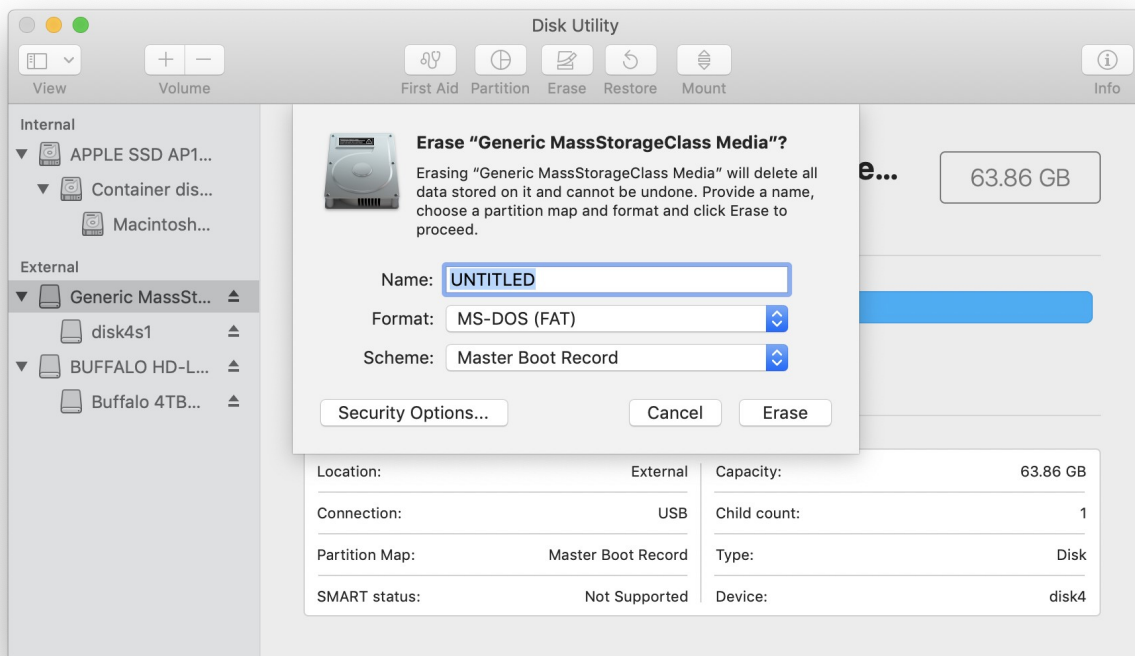 Disk Utility
View
Volume
First Aid
Partition
Erase
Restore
Mount
Info
Internal
APPLE SSD AP1...
Container dis...
Macintosh...
External
Generic MassSt...
disk4s1
BUFFALO HD-L...
Buffalo 4TB...
e...
63.86 GB
Erase “Generic MassStorageClass Media”?
Erasing “Generic MassStorageClass Media” will delete all
data stored on it and cannot be undone. Provide a name,
choose a partition map and format and click Erase to
proceed.
Name: UNTITLED
Format: MS-DOS (FAT)
Scheme: Master Boot Record
Security Options...
Cancel
Erase
Location: External
Capacity: 63.86 GB
Connection: USB
Child count: 1
Partition Map: Master Boot Record
Type: Disk
SMART status: Not Supported
Device: disk4